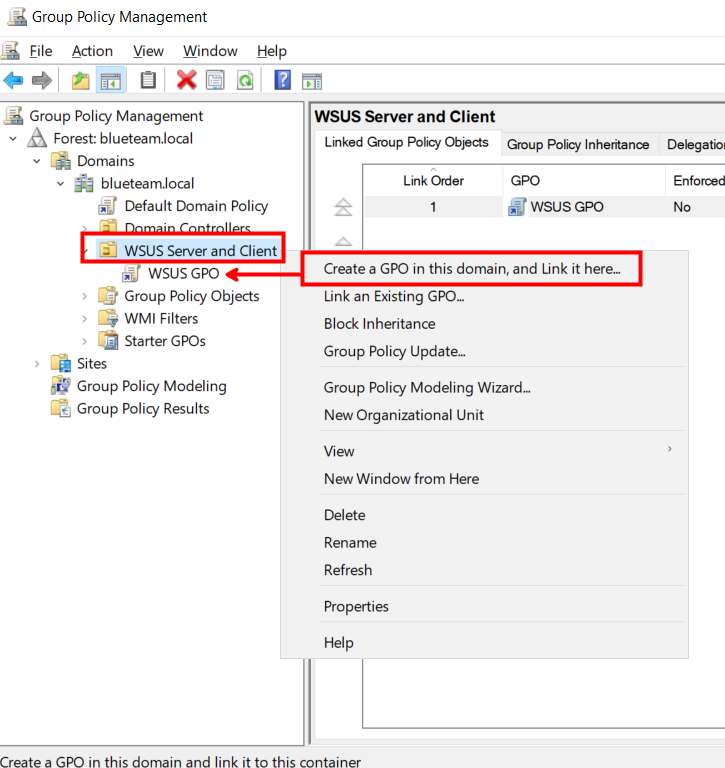 Group Policy Management
File Action View Window Help
Group Policy Management
Forest: blueteam.local
Domains
blueteam.local
Default Domain Policy
Domain Controllers
WSUS Server and Client
WSUS GPO
Group Policy Objects
WMI Filters
Starter GPOs
Sites
Group Policy Modeling
Group Policy Results
WSUS Server and Client
Linked Group Policy Objects Group Policy Inheritance Delegation
Link Order GPO Enforced
1 WSUS GPO No
Create a GPO in this domain, and Link it here...
Link an Existing GPO...
Block Inheritance
Group Policy Update...
Group Policy Modeling Wizard...
New Organizational Unit
View
New Window from Here
Delete
Rename
Refresh
Properties
Help
Create a GPO in this domain and link it to this container